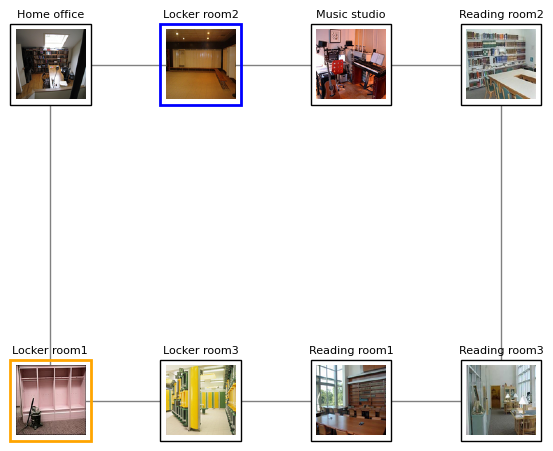 Home office
Locker room2
Music studio
Reading room2
Locker room1
Locker room3
Reading room1
Reading room3